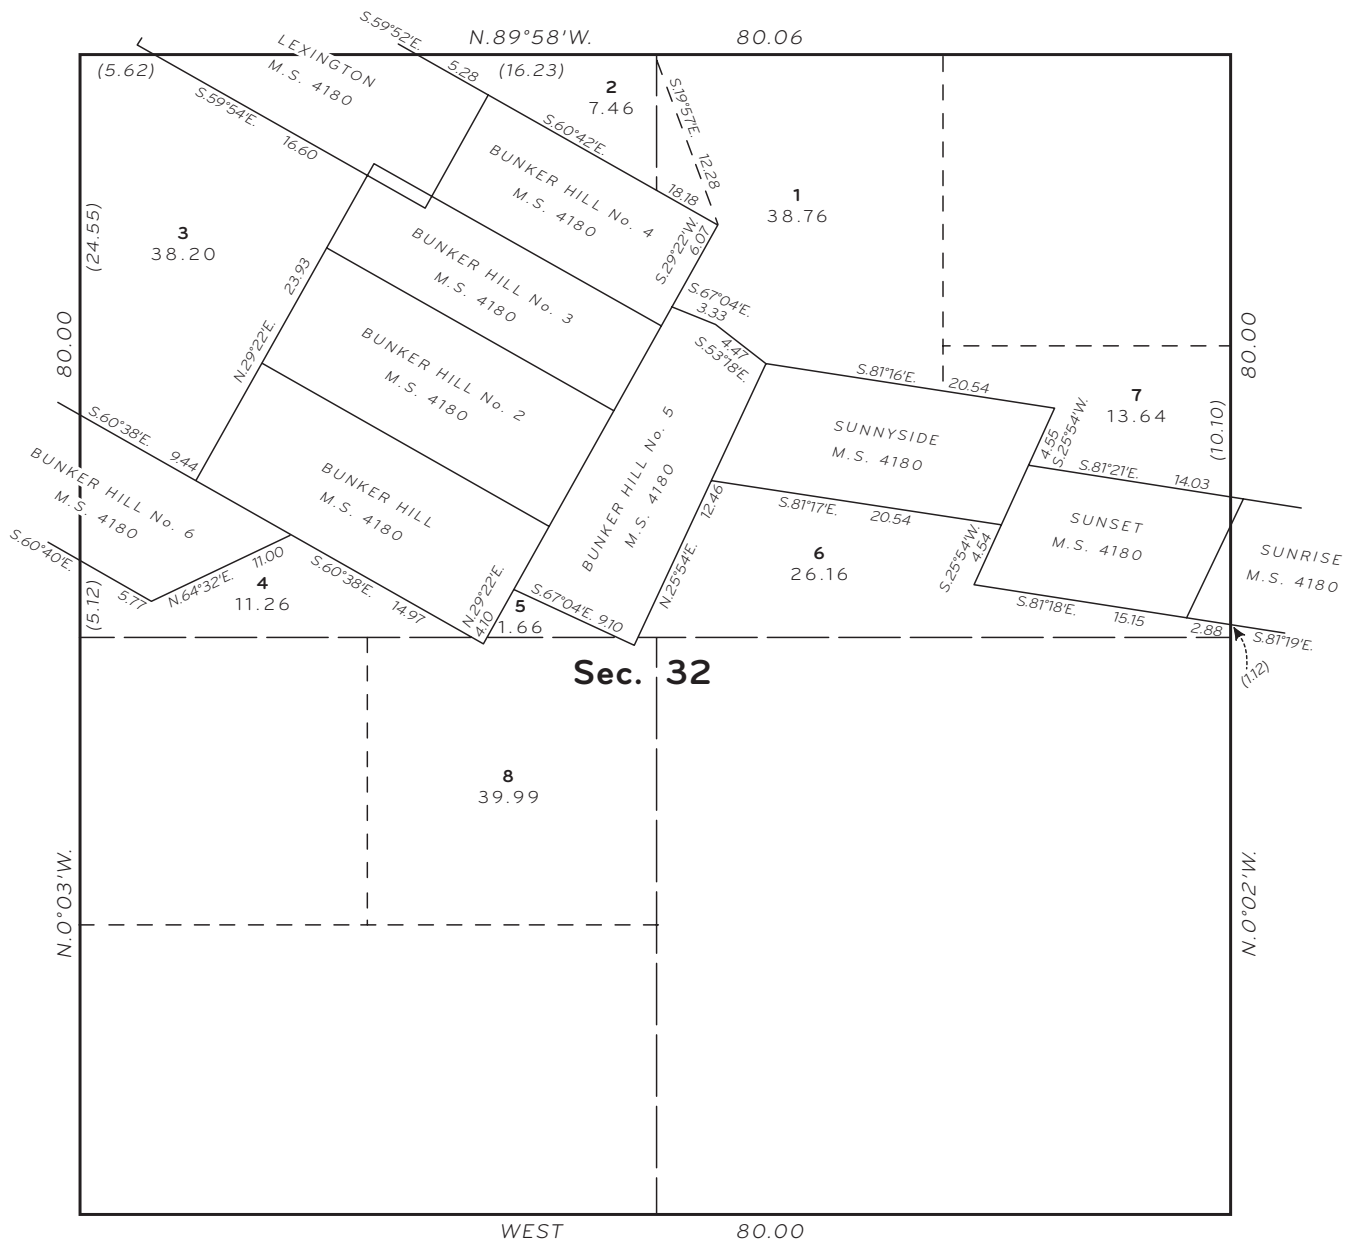 N.89°58'W. 80.06
S.59°52'E.
5.28
(5.62)
(16.23)
LEXINGTON
M.S. 4180
S.59°54'E.
16.60
2
7.46
S.60°42'E.
18.18
S.19°57'E.
12.28
BUNKER HILL No. 4
M.S. 4180
1
38.76
3
38.20
(24.55)
S.29°22'W.
6.07
BUNKER HILL No. 3
M.S. 4180
23.93
N.29°22'E.
S.67°04'E.
3.33
4.47
S.53°18'E.
80.00
80.00
BUNKER HILL No. 2
M.S. 4180
S.81°16'E.
20.54
7
13.64
(10.10)
4.55
S.25°54'W.
S.60°38'E.
9.44
BUNKER HILL No. 6
M.S. 4180
BUNKER HILL
M.S. 4180
BUNKER HILL No. 5
M.S. 4180
SUNNYSIDE
M.S. 4180
S.81°21'E.
14.03
12.46
N.25°54'E.
S.81°17'E.
20.54
SUNSET
M.S. 4180
SUNRISE
M.S. 4180
S.60°40'E.
5.77
N.64°32'E.
11.00
(5.12)
4
11.26
S.60°38'E.
14.97
N.29°22'E.
4.10
5
1.66
S.67°04'E. 9.10
6
26.16
S.25°54'W.
4.54
S.81°18'E.
15.15
2.88
S.81°19'E.
(1.12)
Sec. 32
8
39.99
N.0°03'W.
N.0°02'W.
WEST 80.00